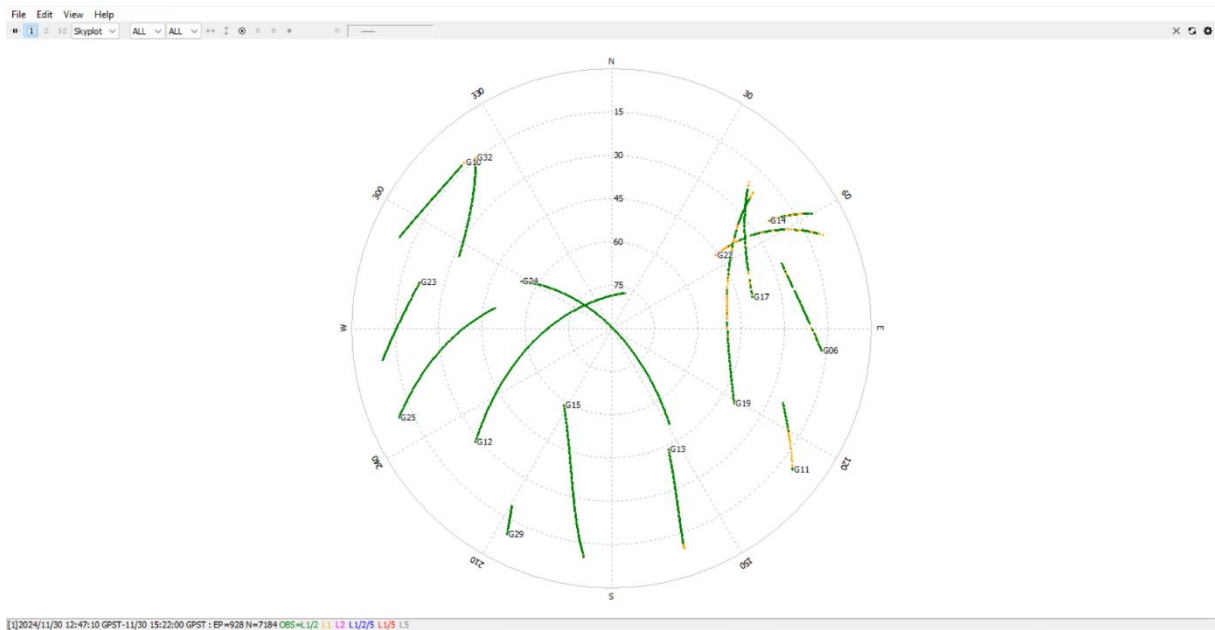 File Edit View Help
1 2 1/2 Skyplot ALL ALL
N
330 30
15
G10 G32 30
300 60
45
G14
60
G22
G24 75
G23
G17
W E
G06
G19
G15
G25
G12
G13
240 120
G11
G29
210 150
S
[1]2024/11/30 12:47:10 GPST-11/30 15:22:00 GPST : EP=928 N=7184 OBS=L1/2 L1 L2 L1/2/5 L1/5 L5